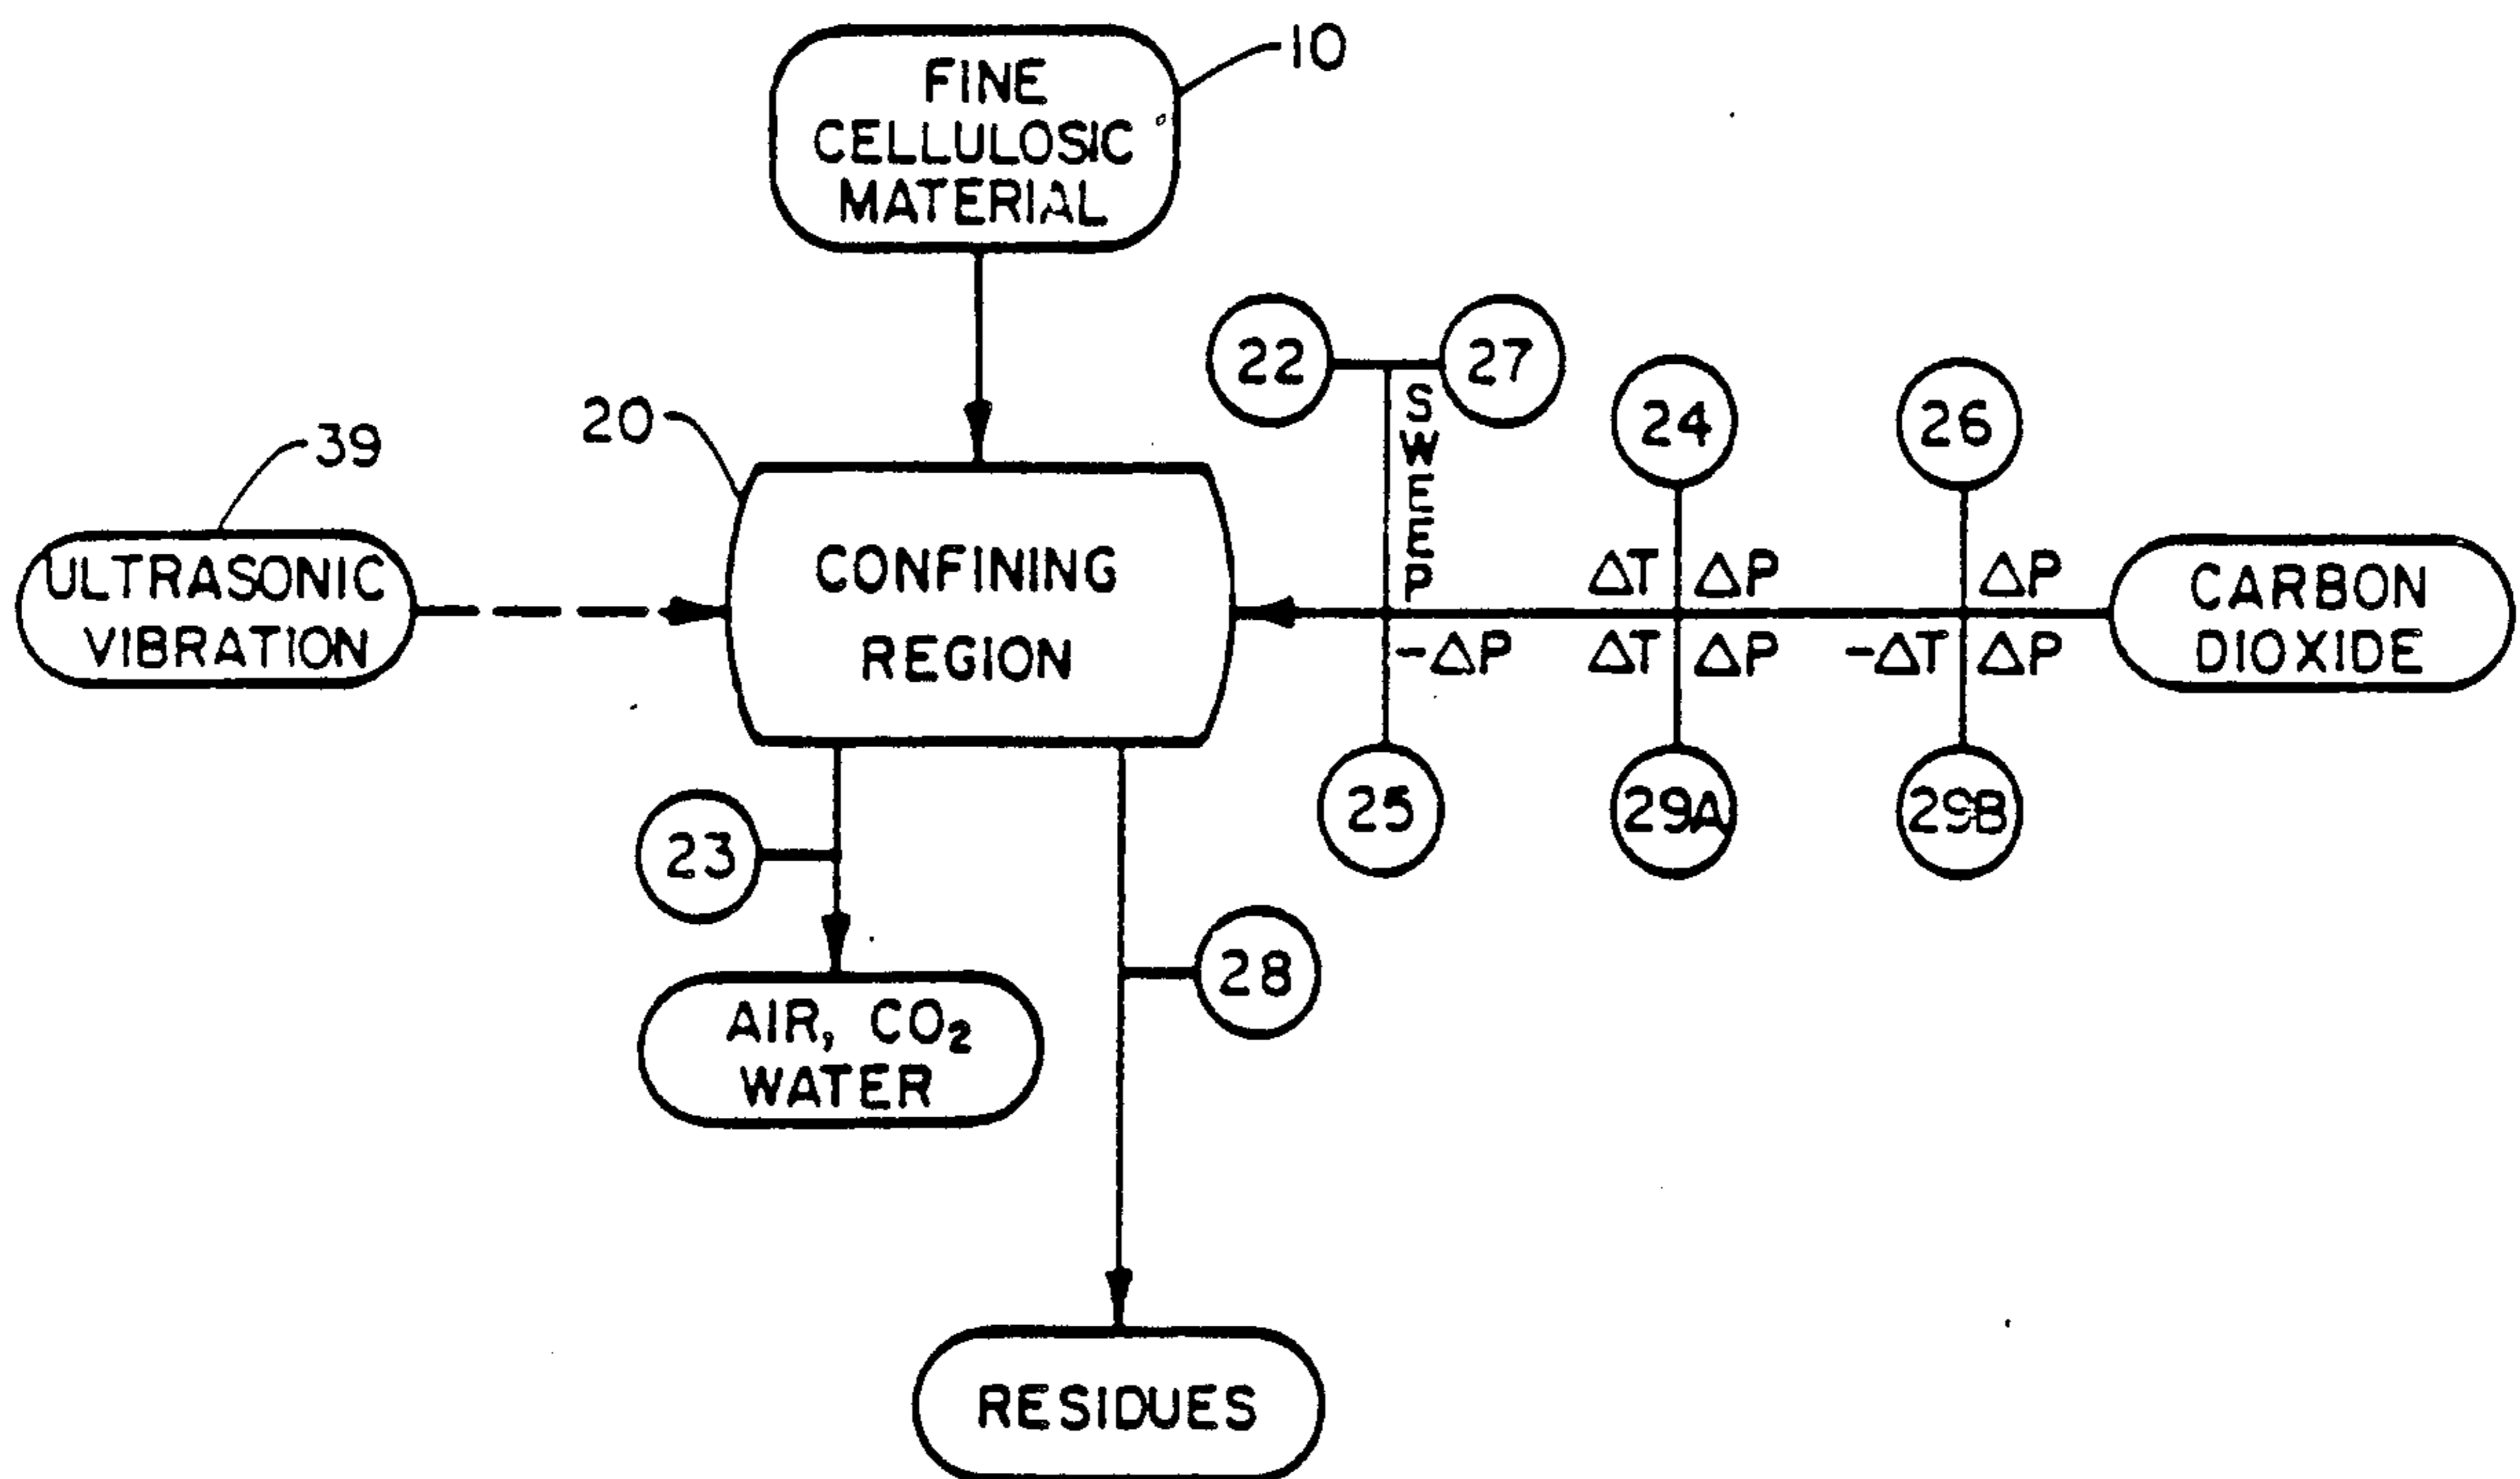 10
FINE
CELLULOSIC
MATERIAL
22
27
SWEEP
24
26
20
39
ULTRASONIC
VIBRATION
CONFINING
REGION
ΔT ΔP
ΔP
-ΔP
ΔT ΔP
-ΔT ΔP
CARBON
DIOXIDE
25
29A
29B
23
28
AIR, CO₂
WATER
RESIDUES